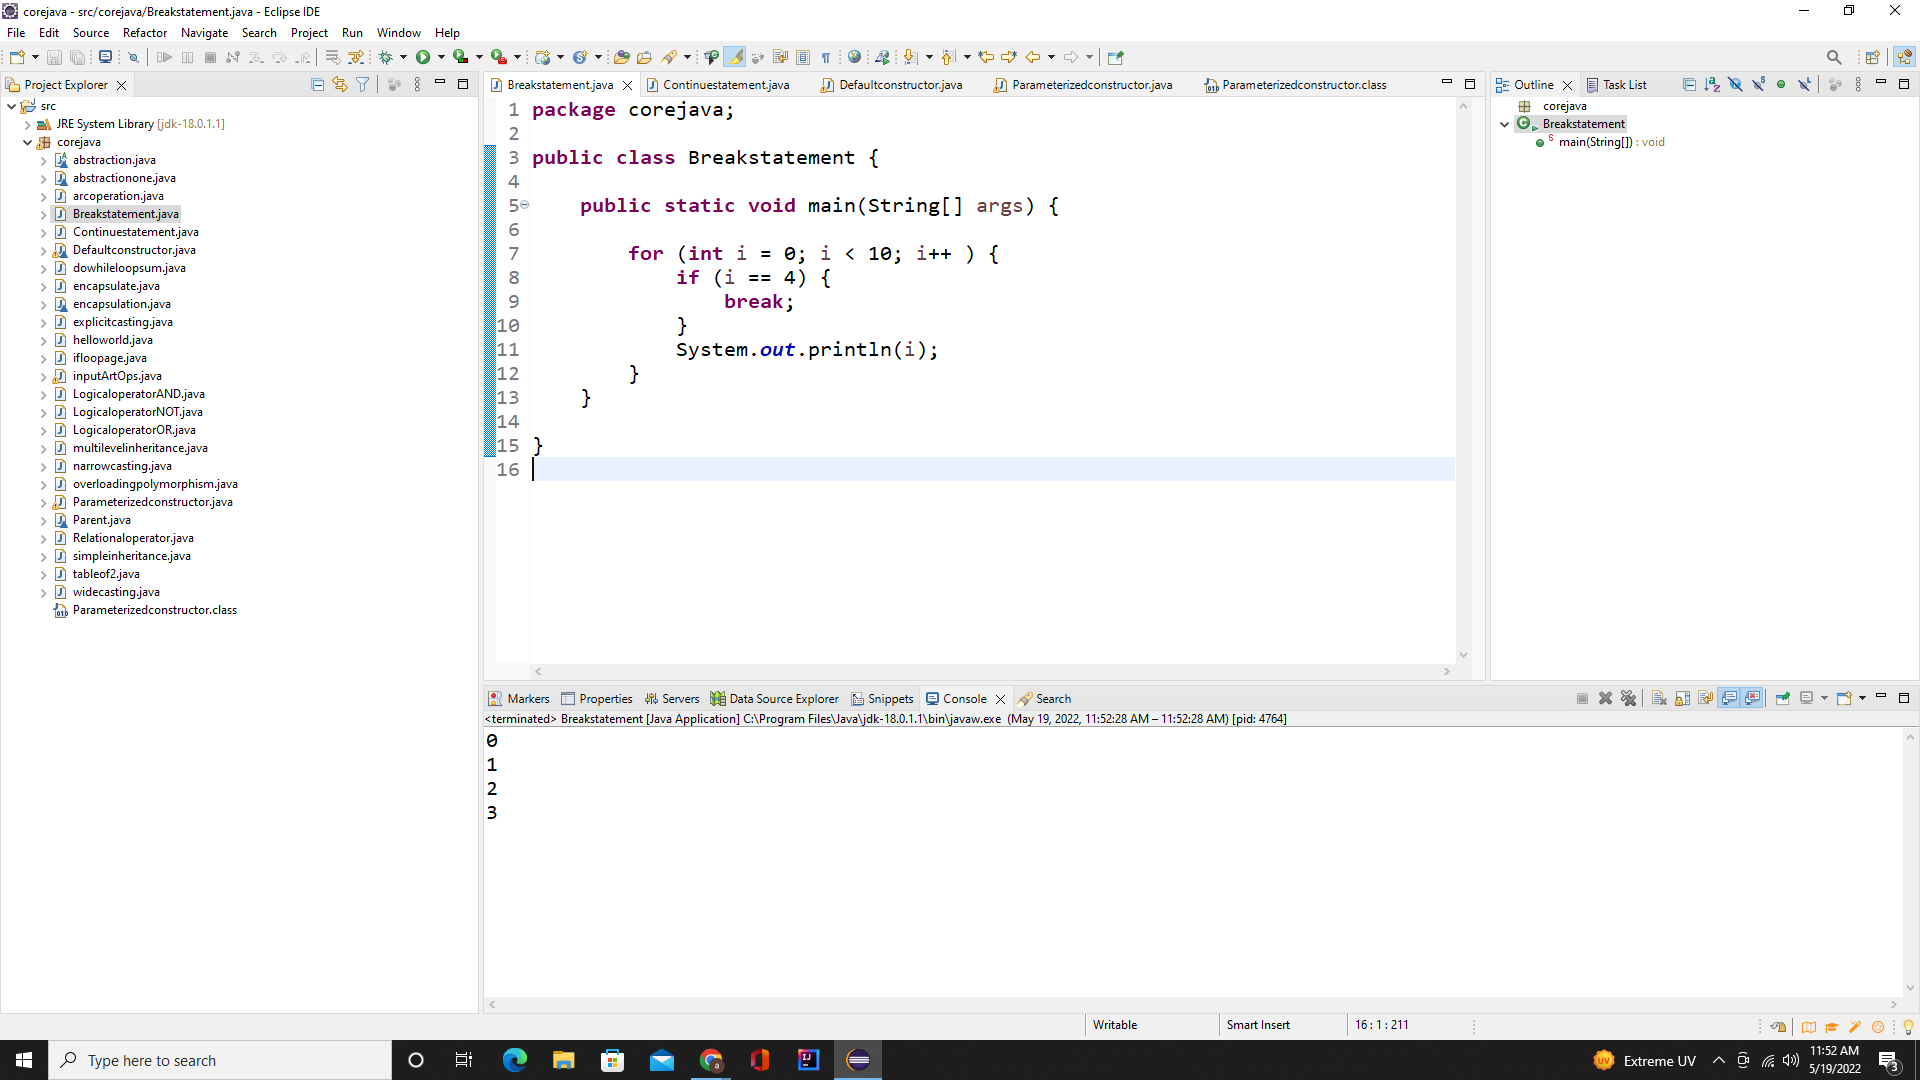 corejava - src/corejava/Breakstatement.java - Eclipse IDE
File Edit Source Refactor Navigate Search Project Run Window Help
Project Explorer
src
JRE System Library [jdk-18.0.1.1]
corejava
abstraction.java
abstractionone.java
arcoperation.java
Breakstatement.java
Continuestatement.java
Defaultconstructor.java
dowhileloopsum.java
encapsulate.java
encapsulation.java
explicitcasting.java
helloworld.java
ifloopage.java
inputArtOps.java
LogicaloperatorAND.java
LogicaloperatorNOT.java
LogicaloperatorOR.java
multilevelinheritance.java
narrowcasting.java
overloadingpolymorphism.java
Parameterizedconstructor.java
Parent.java
Relationaloperator.java
simpleinheritance.java
tableof2.java
widecasting.java
Parameterizedconstructor.class
Breakstatement.java Continuestatement.java Defaultconstructor.java Parameterizedconstructor.java Parameterizedconstructor.class
1 package corejava;
2
3 public class Breakstatement {
4
5 public static void main(String[] args) {
6
7 for (int i = 0; i < 10; i++ ) {
8 if (i == 4) {
9 break;
10 }
11 System.out.println(i);
12 }
13 }
14
15 }
16
Outline Task List
corejava
Breakstatement
main(String[]) : void
Markers Properties Servers Data Source Explorer Snippets Console Search
<terminated> Breakstatement [Java Application] C:\Program Files\Java\jdk-18.0.1.1\bin\javaw.exe (May 19, 2022, 11:52:28 AM – 11:52:28 AM) [pid: 4764]
0
1
2
3
Writable Smart Insert 16 : 1 : 211
Type here to search
Extreme UV
11:52 AM
5/19/2022
3